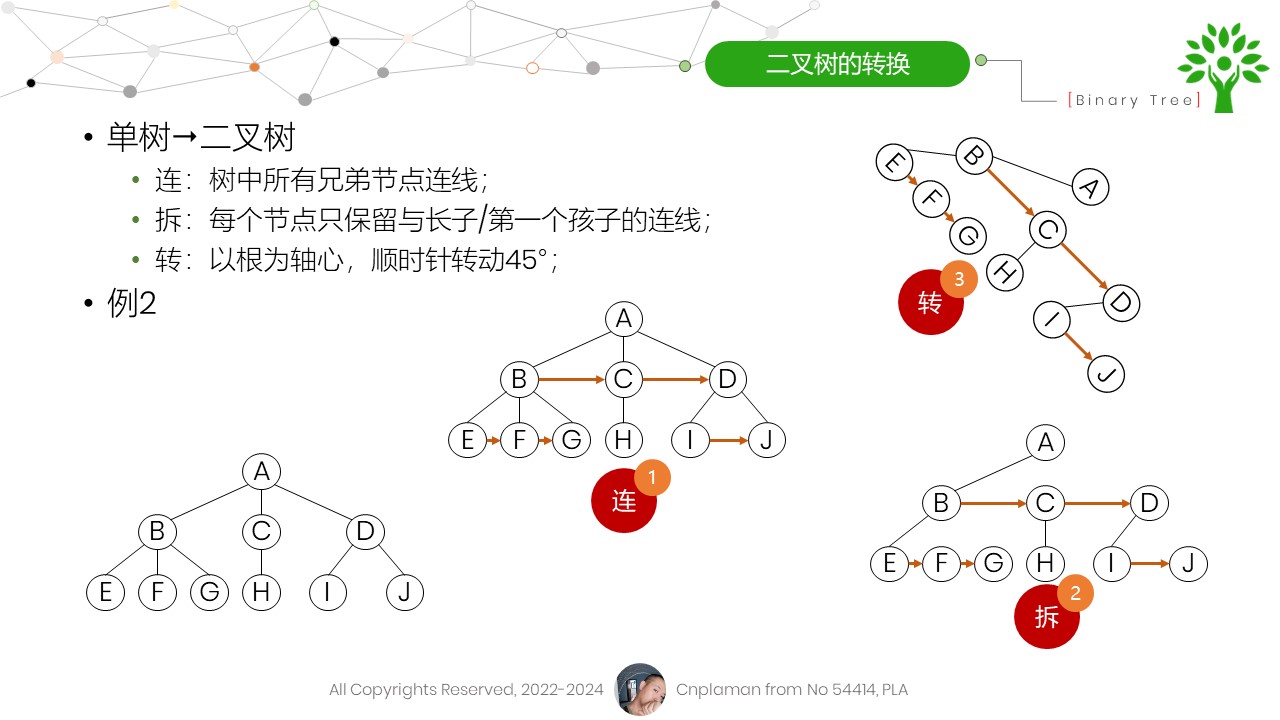 二叉树的转换
[Binary Tree]
• 单树→二叉树
• 连：树中所有兄弟节点连线；
• 拆：每个节点只保留与长子/第一个孩子的连线；
• 转：以根为轴心，顺时针转动45°；
• 例2
A
B C D
E F G H I J
A
B C D
E F G H I J
连 1
E B A
F C
G H D
I J
转 3
A
B C D
E F G H I J
拆 2
All Copyrights Reserved, 2022-2024
Cnplaman from No 54414, PLA